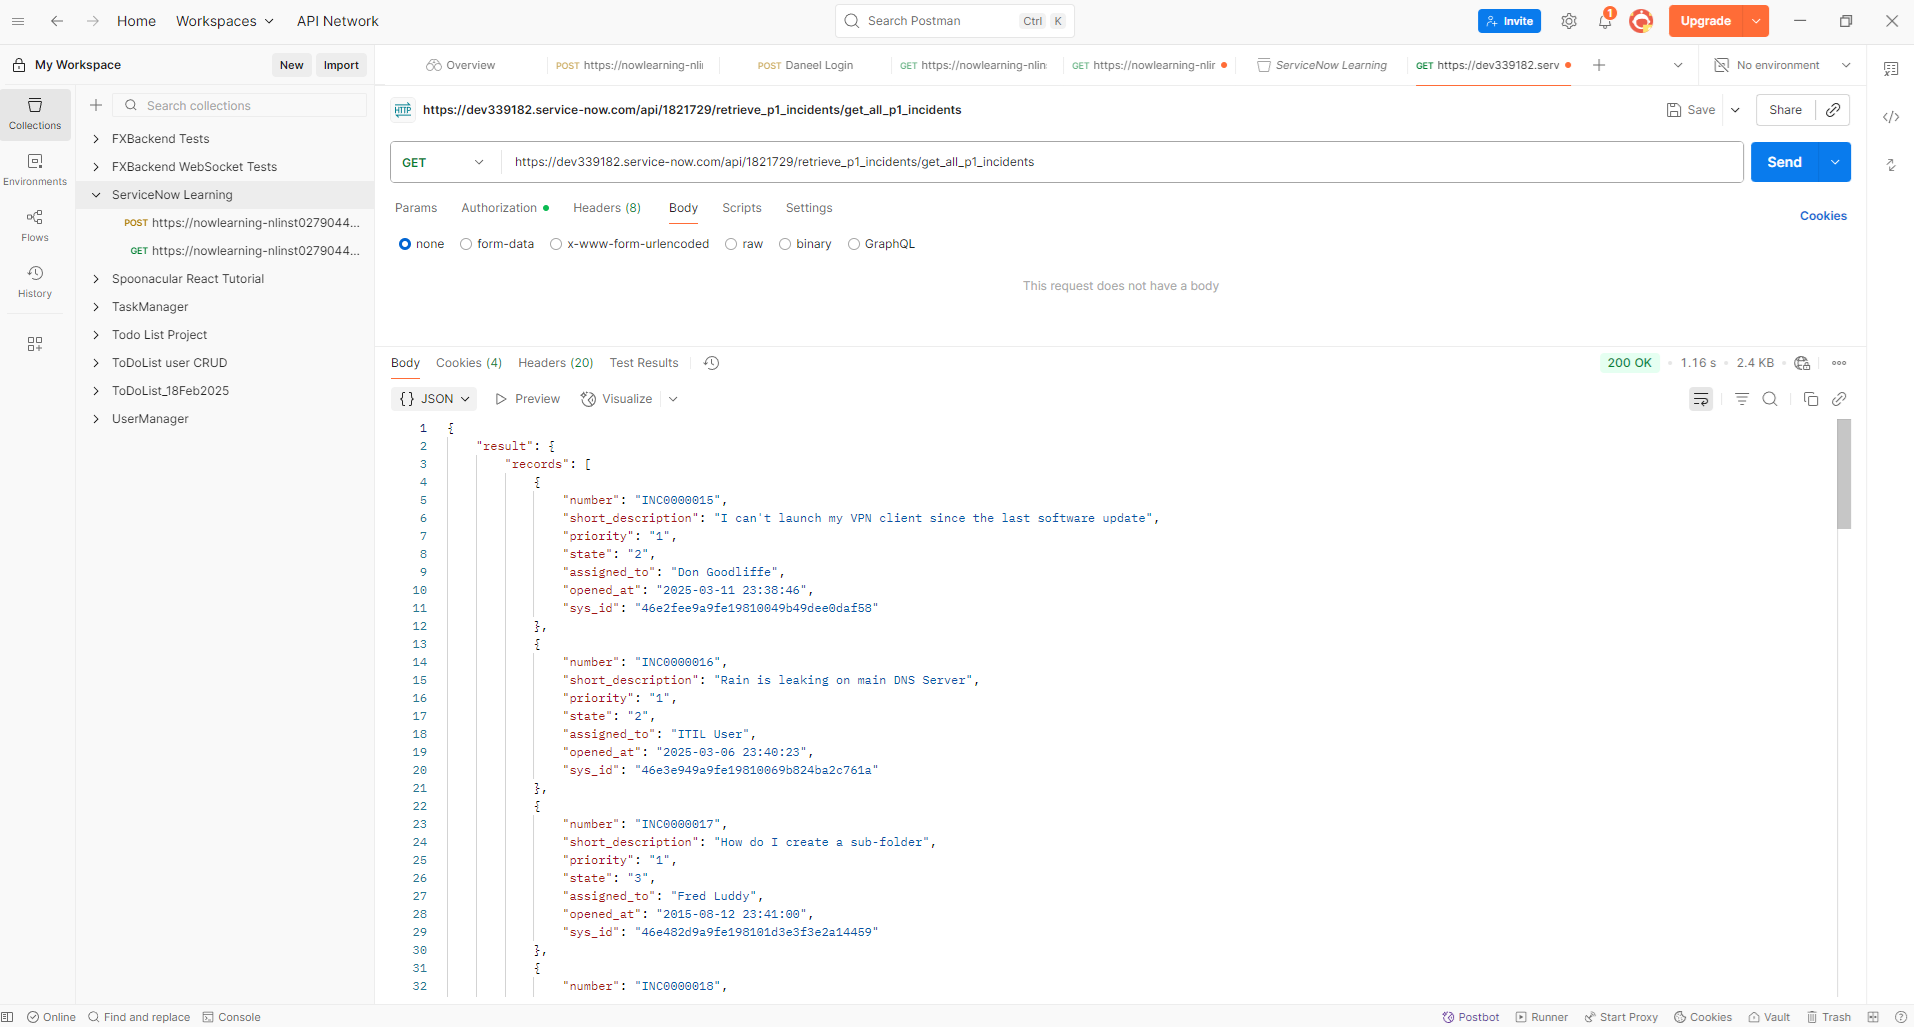 Home
Workspaces
API Network
Search Postman
Ctrl K
Invite
1
Upgrade
My Workspace
New
Import
Overview
POST https://nowlearning-nlii
POST Daneel Login
GET https://nowlearning-nlin
GET https://nowlearning-nlir
ServiceNow Learning
GET https://dev339182.serv
No environment
Collections
Environments
Flows
History
Search collections
FXBackend Tests
FXBackend WebSocket Tests
ServiceNow Learning
POST https://nowlearning-nlinst0279044...
GET https://nowlearning-nlinst0279044...
Spoonacular React Tutorial
TaskManager
Todo List Project
ToDoList user CRUD
ToDoList_18Feb2025
UserManager
HTTP
https://dev339182.service-now.com/api/1821729/retrieve_p1_incidents/get_all_p1_incidents
Save
Share
GET
https://dev339182.service-now.com/api/1821729/retrieve_p1_incidents/get_all_p1_incidents
Send
Params Authorization Headers (8) Body Scripts Settings
Cookies
none form-data x-www-form-urlencoded raw binary GraphQL
This request does not have a body
Body Cookies (4) Headers (20) Test Results
200 OK 1.16 s 2.4 KB
{} JSON Preview Visualize
1 {
2 "result": {
3 "records": [
4 {
5 "number": "INC0000015",
6 "short_description": "I can't launch my VPN client since the last software update",
7 "priority": "1",
8 "state": "2",
9 "assigned_to": "Don Goodliffe",
10 "opened_at": "2025-03-11 23:38:46",
11 "sys_id": "46e2fee9a9fe19810049b49dee0daf58"
12 },
13 {
14 "number": "INC0000016",
15 "short_description": "Rain is leaking on main DNS Server",
16 "priority": "1",
17 "state": "2",
18 "assigned_to": "ITIL User",
19 "opened_at": "2025-03-06 23:40:23",
20 "sys_id": "46e3e949a9fe19810069b824ba2c761a"
21 },
22 {
23 "number": "INC0000017",
24 "short_description": "How do I create a sub-folder",
25 "priority": "1",
26 "state": "3",
27 "assigned_to": "Fred Luddy",
28 "opened_at": "2015-08-12 23:41:00",
29 "sys_id": "46e482d9a9fe198101d3e3f3e2a14459"
30 },
31 {
32 "number": "INC0000018",
Online
Find and replace
Console
Postbot
Runner
Start Proxy
Cookies
Vault
Trash